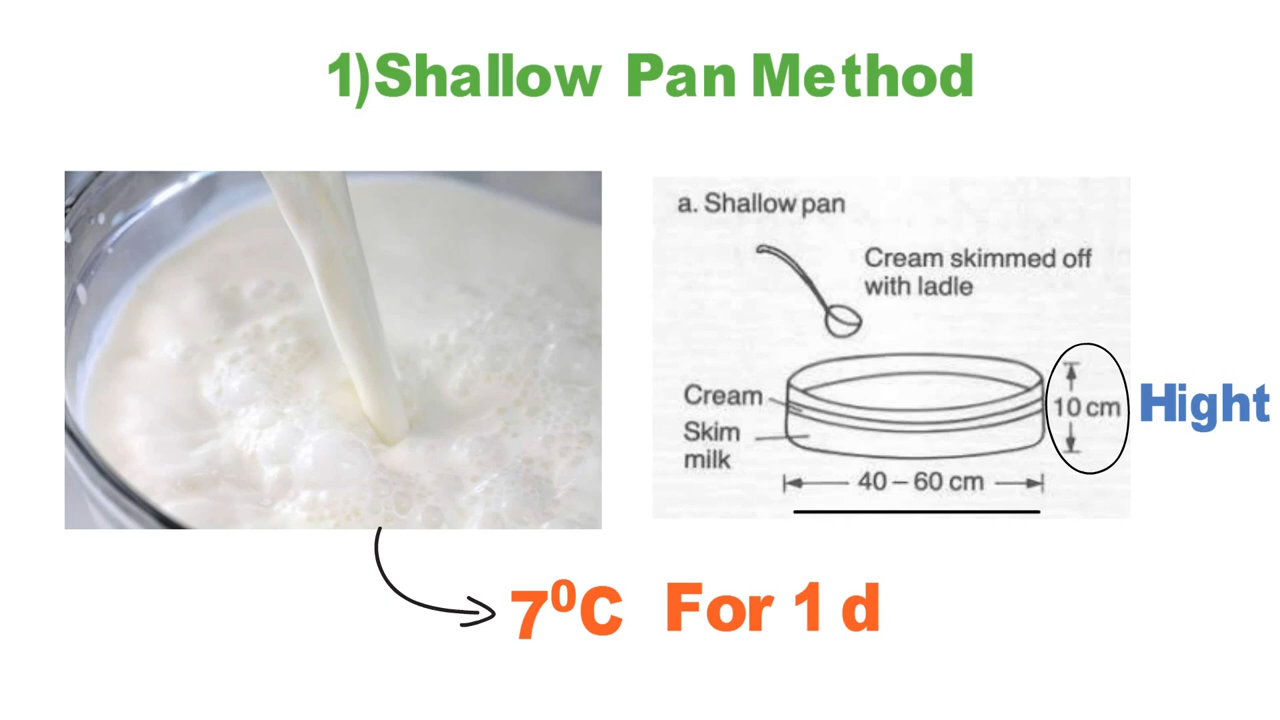 1)Shallow Pan Method
a. Shallow pan
Cream skimmed off
with ladle
Cream
Skim
milk
10 cm
Hight
40 – 60 cm
7⁰C For 1 d